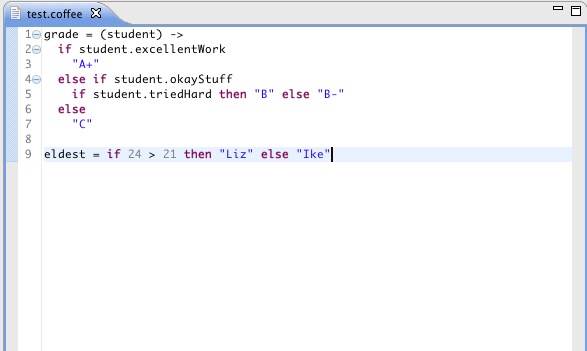 test.coffee
1 grade = (student) ->
2   if student.excellentWork
3     "A+"
4   else if student.okayStuff
5     if student.triedHard then "B" else "B-"
6   else
7     "C"
8
9 eldest = if 24 > 21 then "Liz" else "Ike"